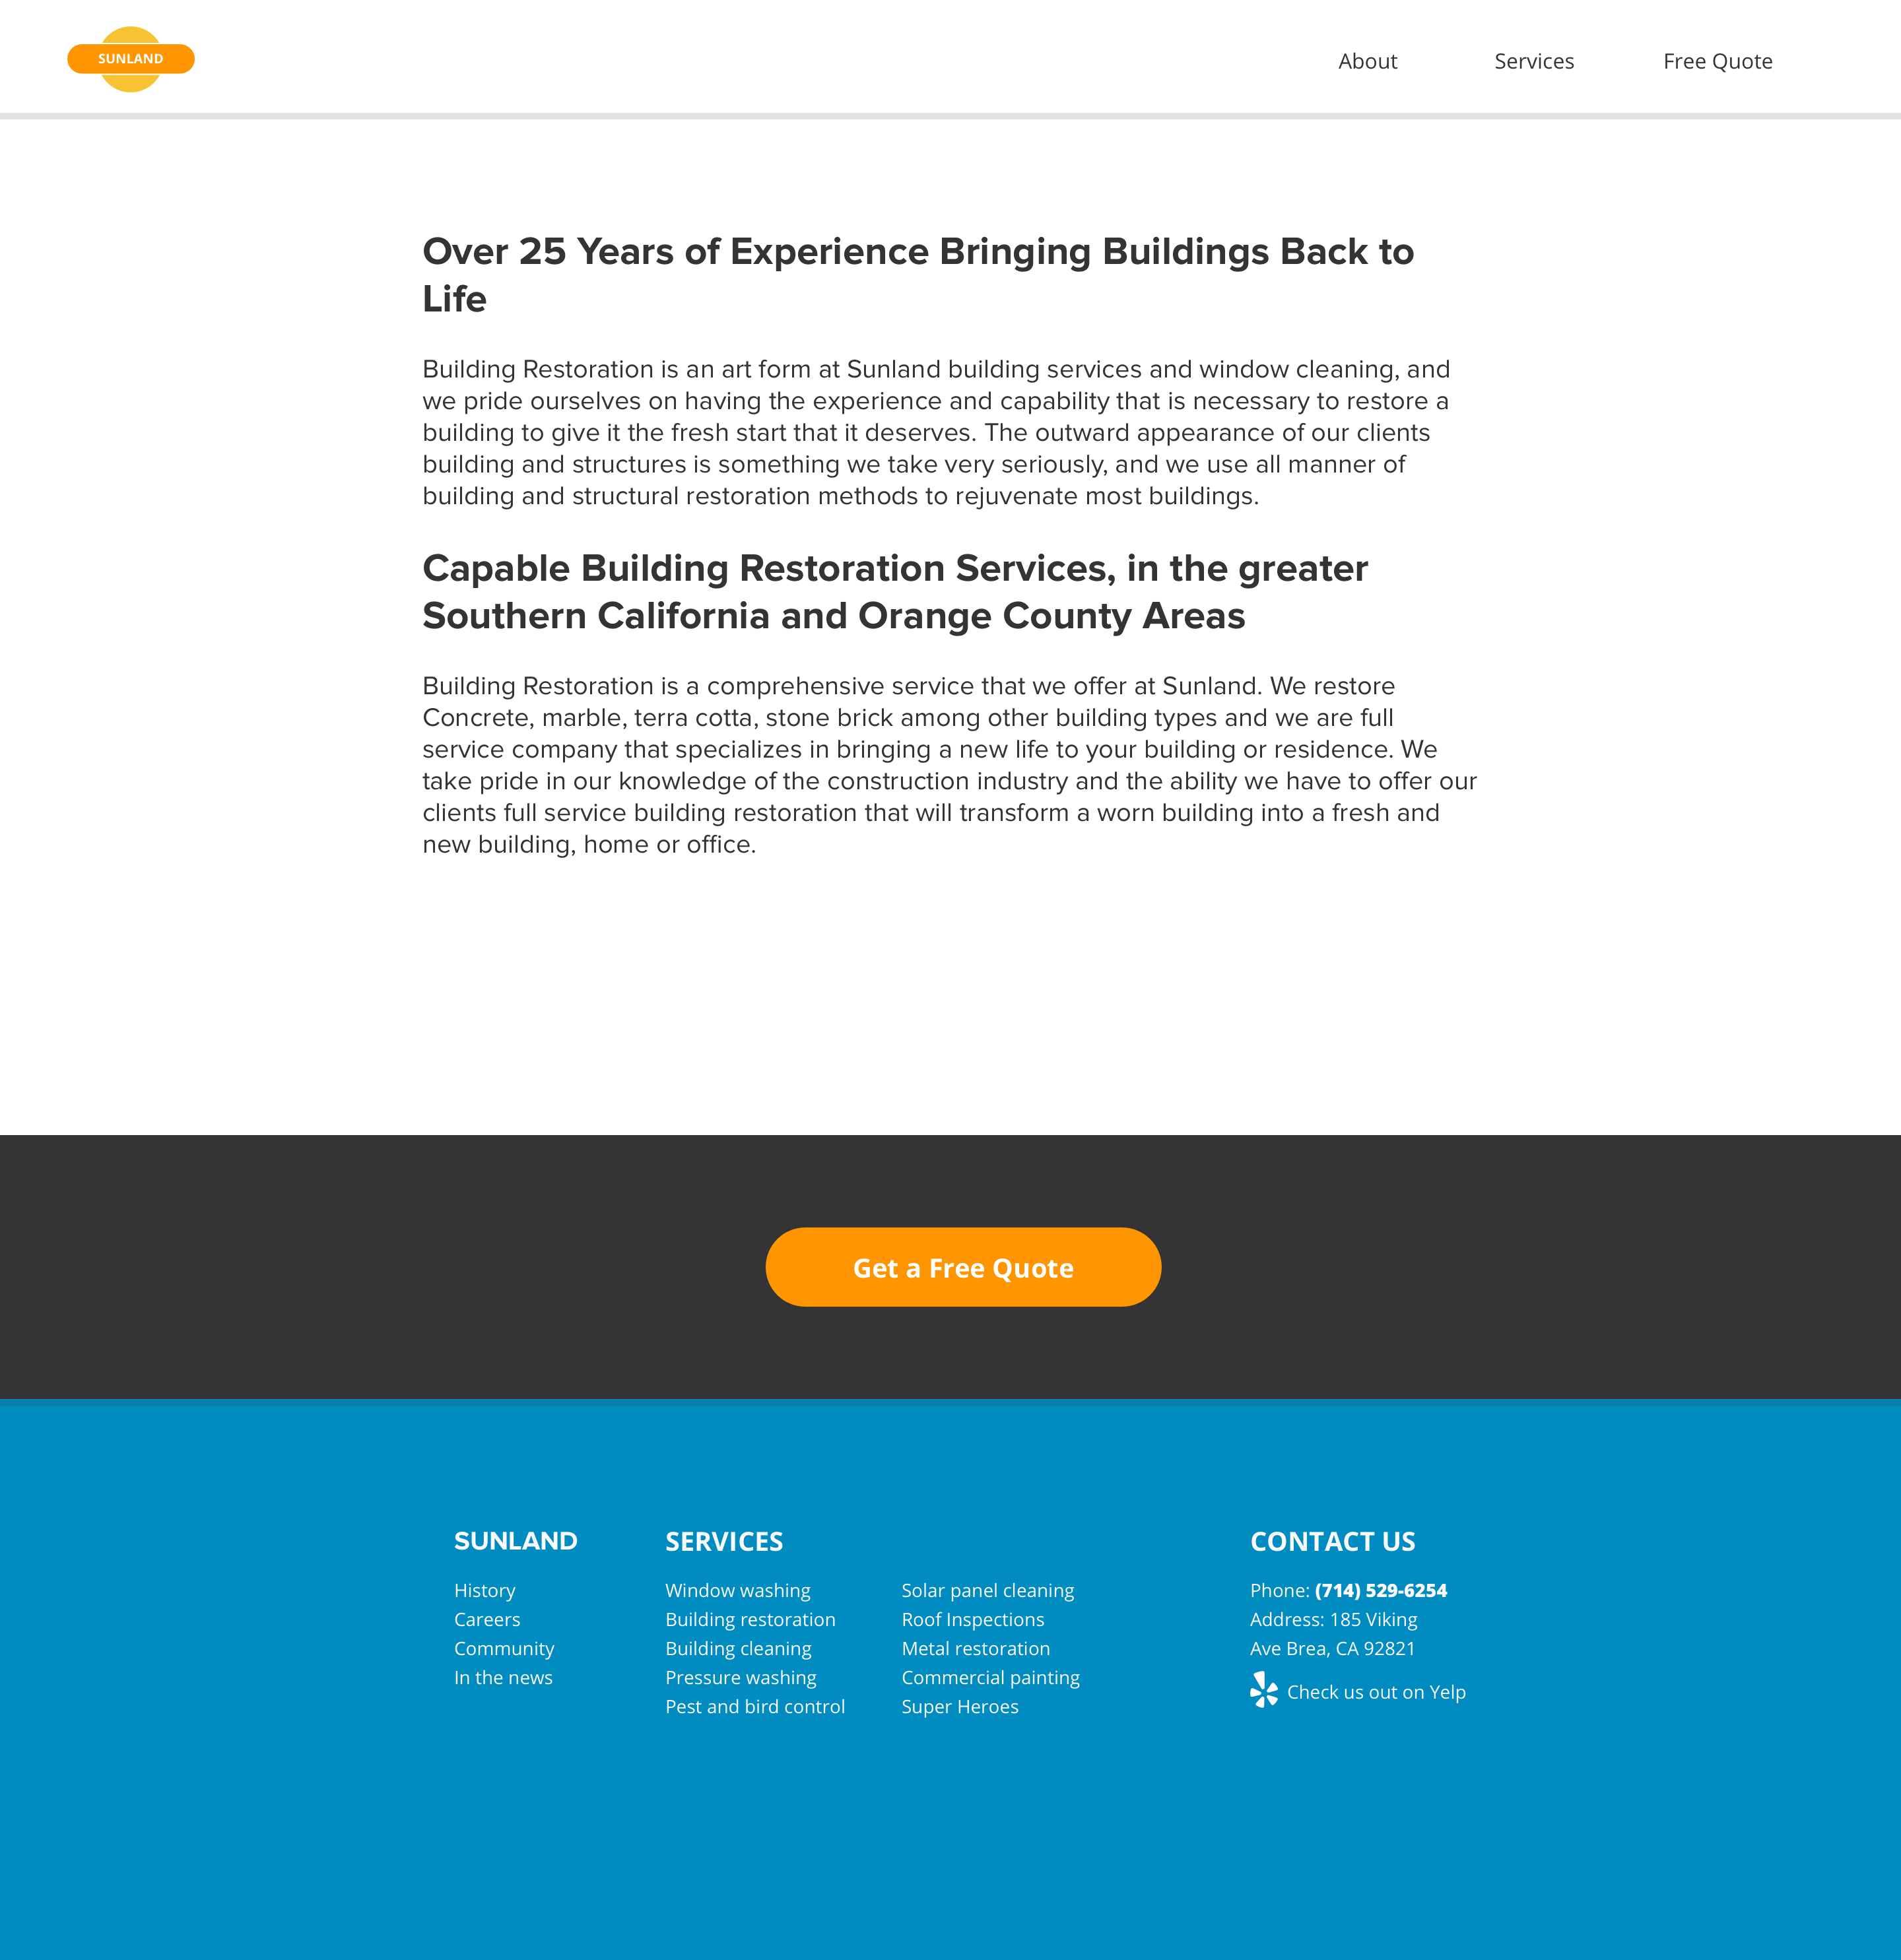 SUNLAND
About
Services
Free Quote
Over 25 Years of Experience Bringing Buildings Back to
Life
Building Restoration is an art form at Sunland building services and window cleaning, and
we pride ourselves on having the experience and capability that is necessary to restore a
building to give it the fresh start that it deserves. The outward appearance of our clients
building and structures is something we take very seriously, and we use all manner of
building and structural restoration methods to rejuvenate most buildings.
Capable Building Restoration Services, in the greater
Southern California and Orange County Areas
Building Restoration is a comprehensive service that we offer at Sunland. We restore
Concrete, marble, terra cotta, stone brick among other building types and we are full
service company that specializes in bringing a new life to your building or residence. We
take pride in our knowledge of the construction industry and the ability we have to offer our
clients full service building restoration that will transform a worn building into a fresh and
new building, home or office.
Get a Free Quote
SUNLAND
History
Careers
Community
In the news
SERVICES
Window washing
Building restoration
Building cleaning
Pressure washing
Pest and bird control
Solar panel cleaning
Roof Inspections
Metal restoration
Commercial painting
Super Heroes
CONTACT US
Phone: (714) 529-6254
Address: 185 Viking
Ave Brea, CA 92821
Check us out on Yelp